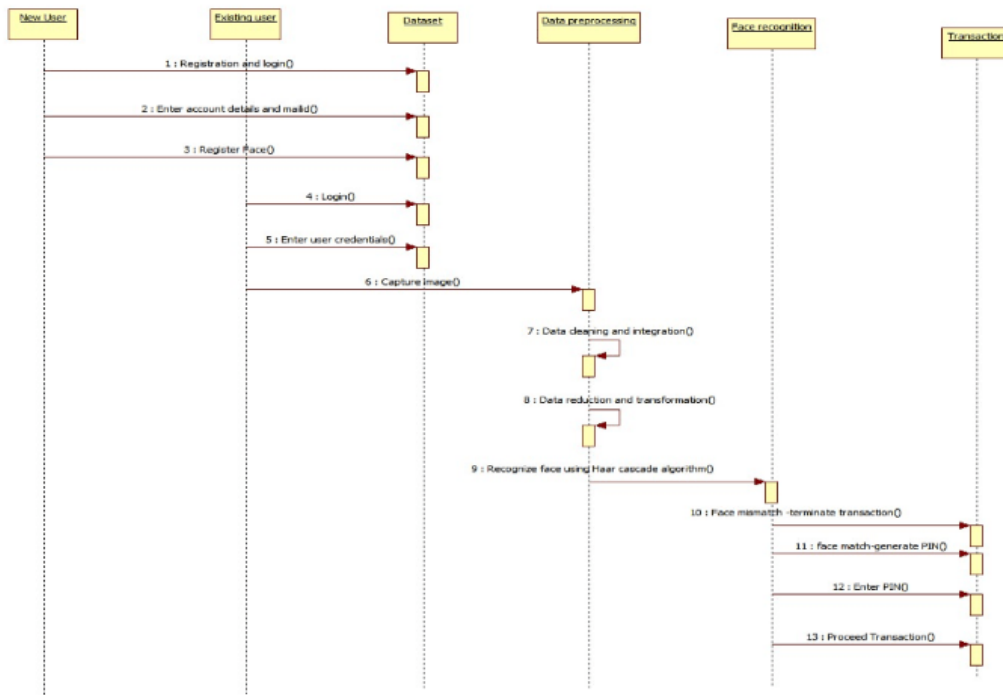 New User
Existing user
Dataset
Data preprocessing
Face recognition
Transaction
1 : Registration and login()
2 : Enter account details and mailid()
3 : Register Face()
4 : Login()
5 : Enter user credentials()
6 : Capture image()
7 : Data cleaning and integration()
8 : Data reduction and transformation()
9 : Recognize face using Haar cascade algorithm()
10 : Face mismatch -terminate transaction()
11 : face match-generate PIN()
12 : Enter PIN()
13 : Proceed Transaction()